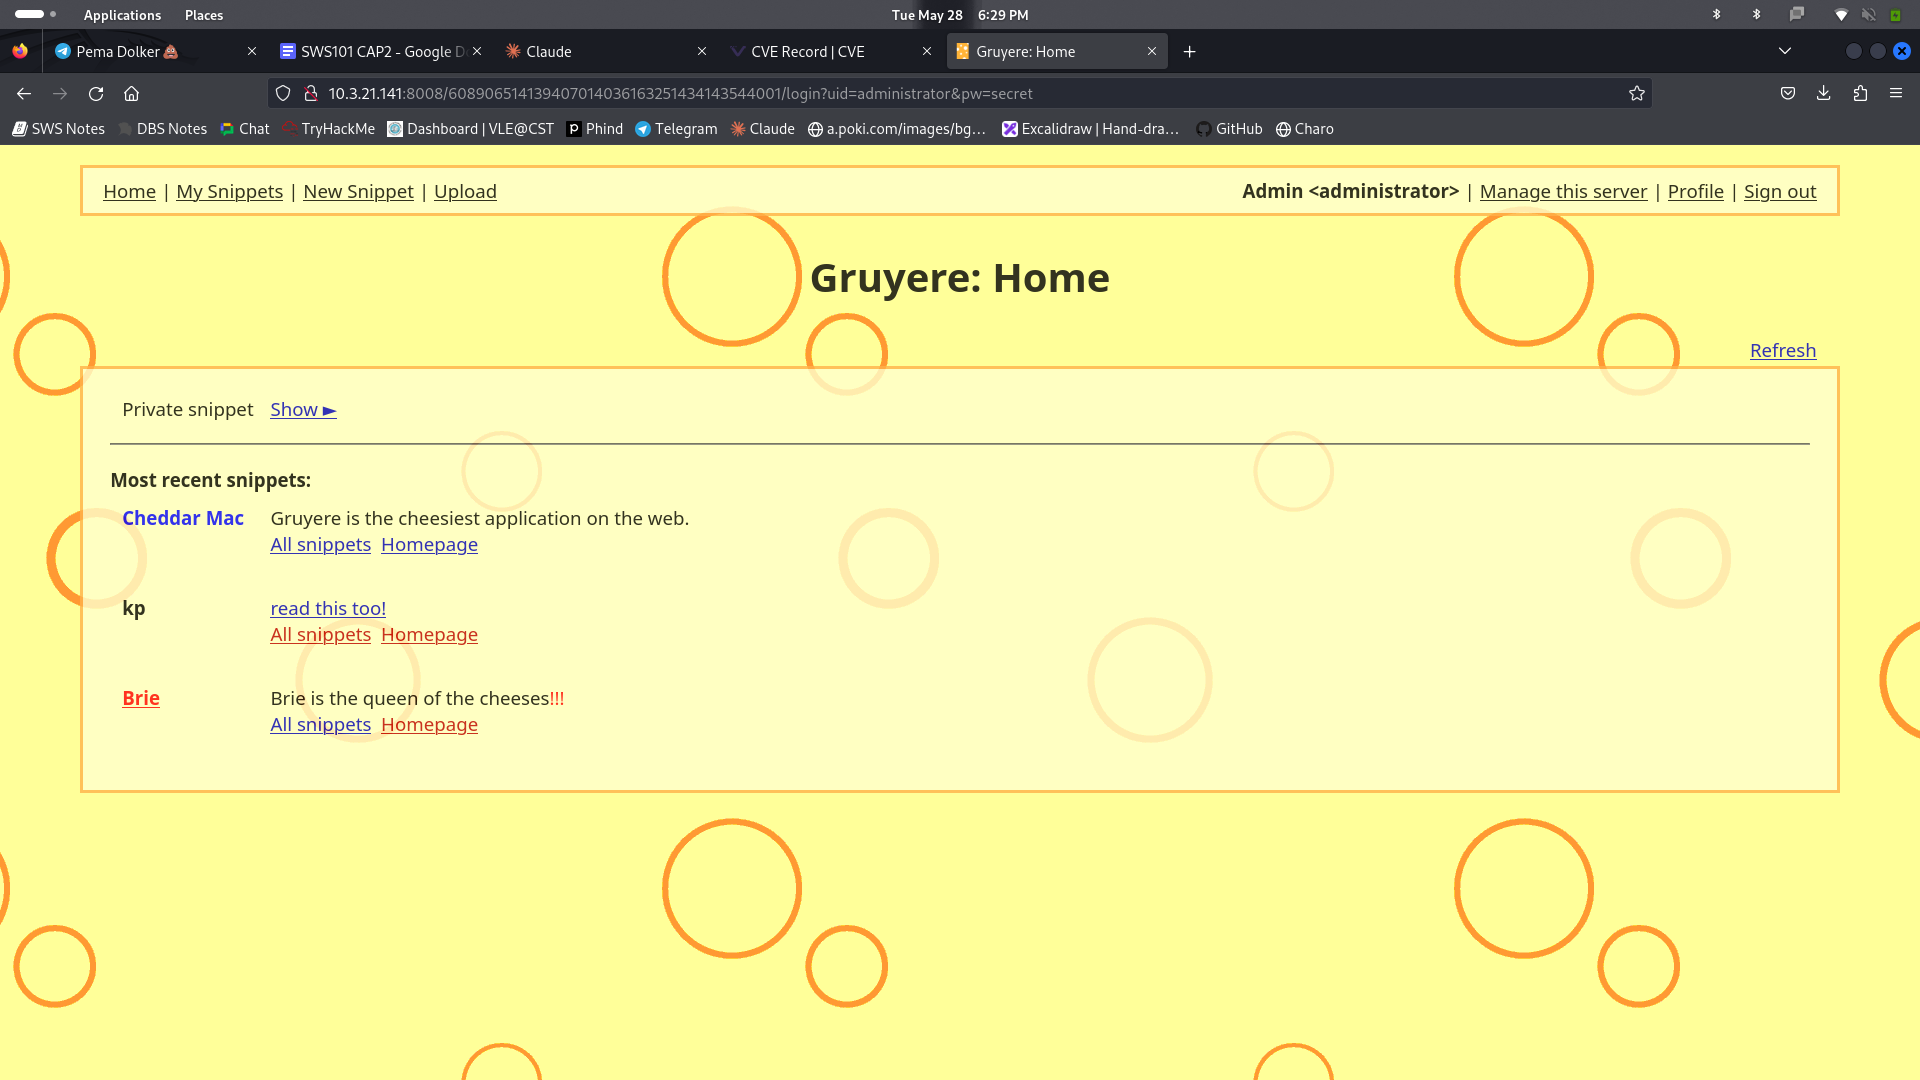 Applications Places Tue May 28 6:29 PM
Pema Dolker💩 SWS101 CAP2 - Google D Claude CVE Record | CVE Gruyere: Home
10.3.21.141:8008/608906514139407014036163251434143544001/login?uid=administrator&pw=secret
SWS Notes DBS Notes Chat TryHackMe Dashboard | VLE@CST Phind Telegram Claude a.poki.com/images/bg… Excalidraw | Hand-dra… GitHub Charo
Home | My Snippets | New Snippet | Upload Admin <administrator> | Manage this server | Profile | Sign out
Gruyere: Home
Refresh
Private snippet Show ►
Most recent snippets:
Cheddar Mac Gruyere is the cheesiest application on the web.
All snippets Homepage
kp read this too!
All snippets Homepage
Brie Brie is the queen of the cheeses!!!
All snippets Homepage